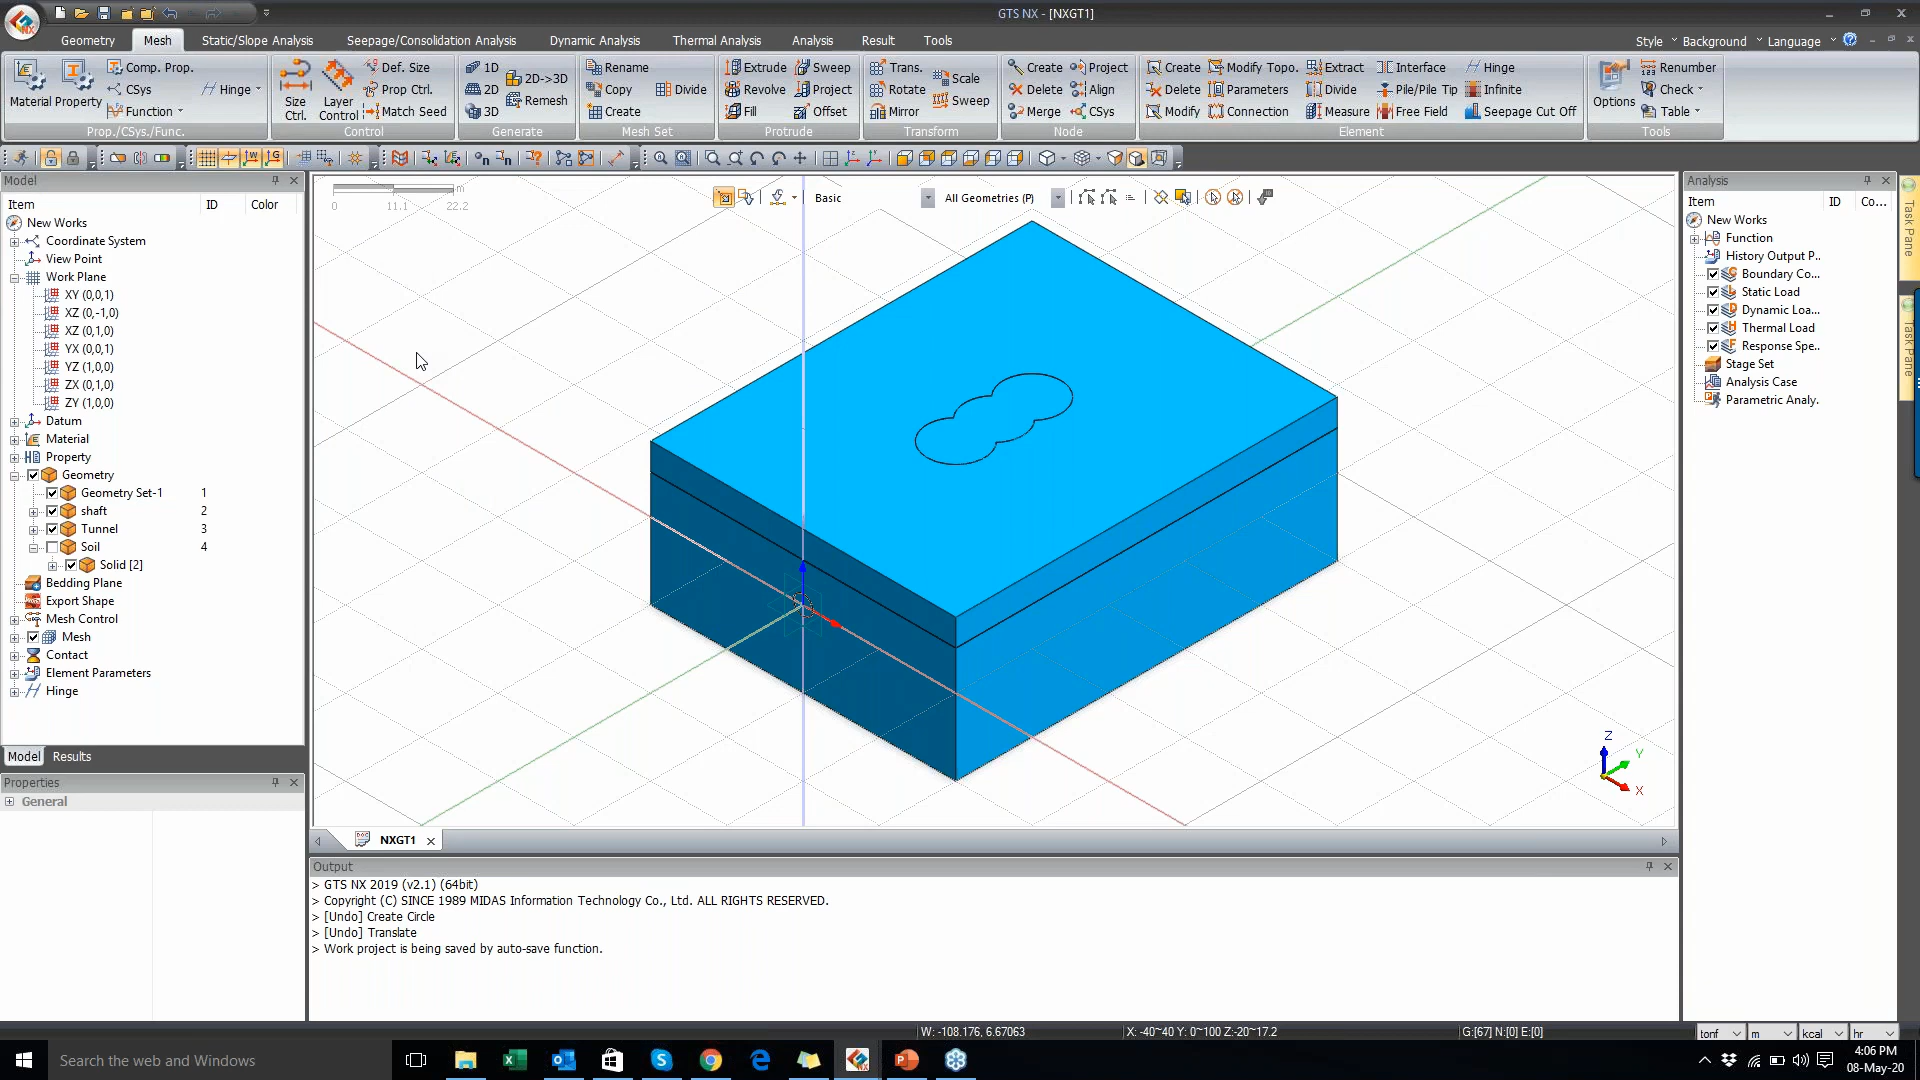 GTS NX - [NXGT1]
Geometry Mesh Static/Slope Analysis Seepage/Consolidation Analysis Dynamic Analysis Thermal Analysis Analysis Result Tools
Style Background Language
Material Property Comp. Prop. CSys Function Hinge
Prop./CSys./Func.
Size Ctrl. Layer Control Def. Size Prop Ctrl. Match Seed
Control
1D 2D 3D 2D->3D Remesh
Generate
Rename Copy Create Divide
Mesh Set
Extrude Revolve Fill Sweep Project Offset
Protrude
Trans. Rotate Mirror Scale Sweep
Transform
Create Delete Merge Project Align CSys
Node
Create Delete Modify Modify Topo. Parameters Connection Extract Divide Measure Interface Pile/Pile Tip Free Field Hinge Infinite Seepage Cut Off
Element
Options Renumber Check Table
Tools
Model
Item ID Color
New Works
Coordinate System
View Point
Work Plane
XY (0,0,1)
XZ (0,-1,0)
XZ (0,1,0)
YX (0,0,1)
YZ (1,0,0)
ZX (0,1,0)
ZY (1,0,0)
Datum
Material
Property
Geometry
Geometry Set-1 1
shaft 2
Tunnel 3
Soil 4
Solid [2]
Bedding Plane
Export Shape
Mesh Control
Mesh
Contact
Element Parameters
Hinge
Model Results
Properties
General
m
0 11.1 22.2
Basic All Geometries (P)
Z
Y
X
NXGT1
Output
> GTS NX 2019 (v2.1) (64bit)
> Copyright (C) SINCE 1989 MIDAS Information Technology Co., Ltd. ALL RIGHTS RESERVED.
> [Undo] Create Circle
> [Undo] Translate
> Work project is being saved by auto-save function.
Analysis
Item ID Co...
New Works
Function
History Output P..
Boundary Co...
Static Load
Dynamic Loa...
Thermal Load
Response Spe..
Stage Set
Analysis Case
Parametric Analy.
Task Pane
Task Pane
W: -108.176, 6.67063 X: -40~40 Y: 0~100 Z:-20~17.2 G:[67] N:[0] E:[0] tonf m kcal hr
Search the web and Windows
4:06 PM
08-May-20